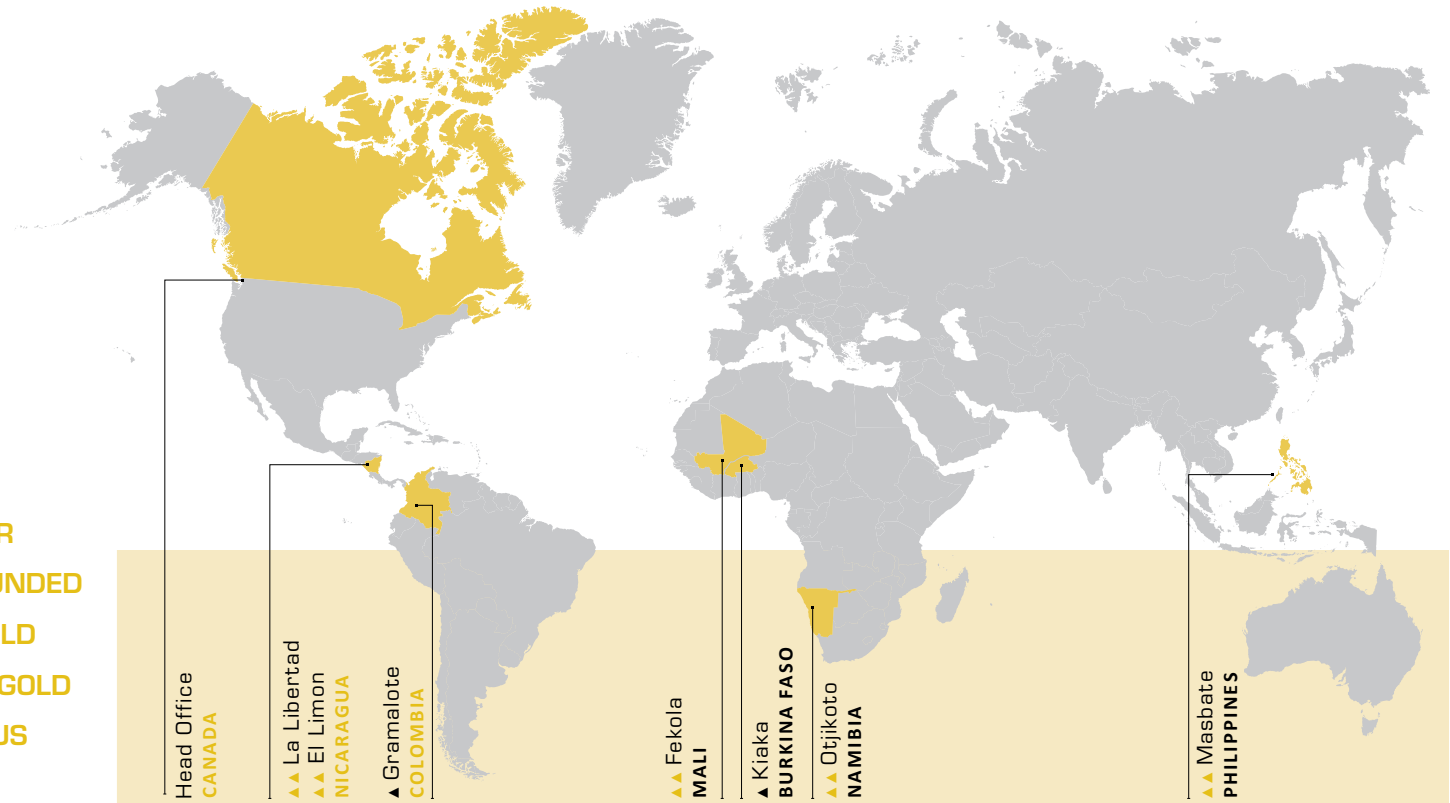 R
UNDED
LD
GOLD
US
Head Office
CANADA
La Libertad
El Limon
NICARAGUA
Gramalote
COLOMBIA
Fekola
MALI
Kiaka
BURKINA FASO
Otjikoto
NAMIBIA
Masbate
PHILIPPINES